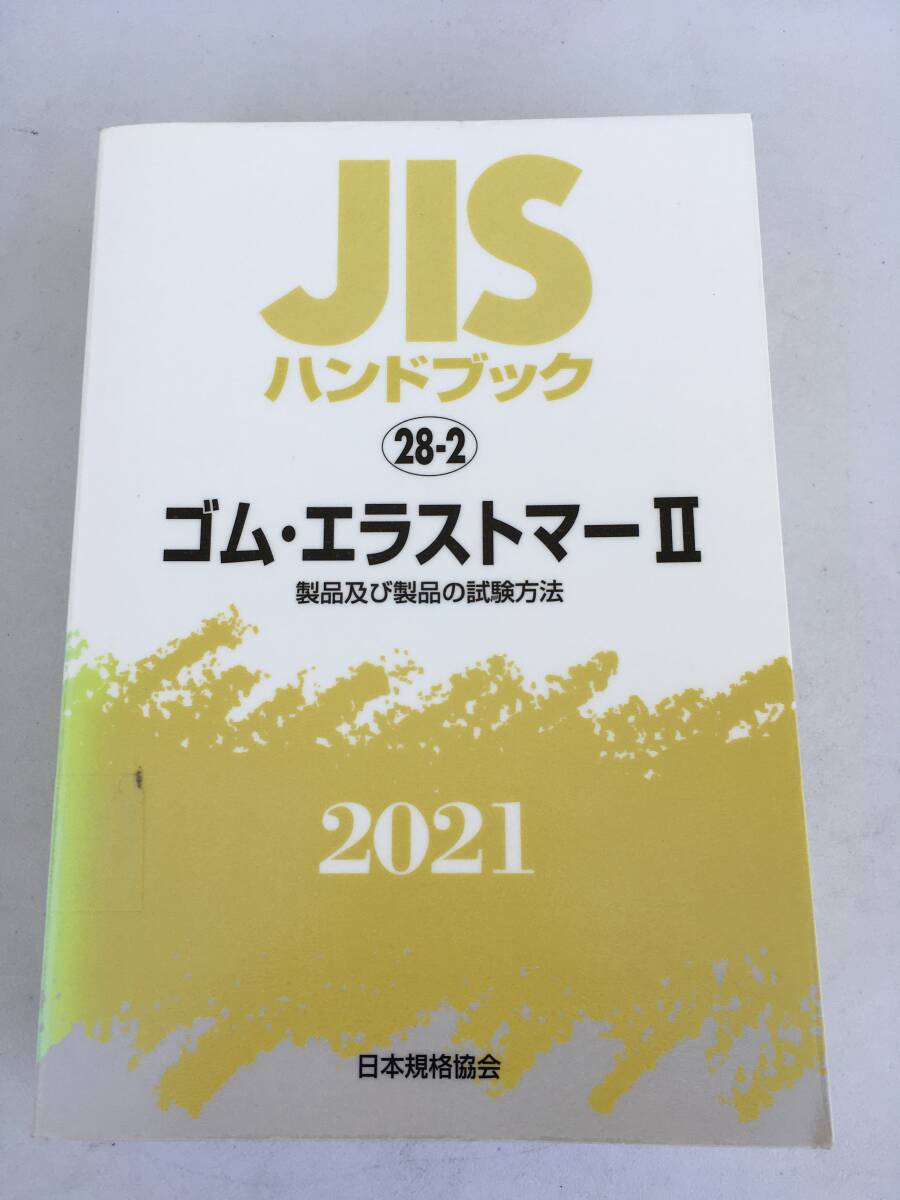 JIS
ハンドブック
28-2
ゴム・エラストマーⅡ
製品及び製品の試験方法
2021
日本規格協会